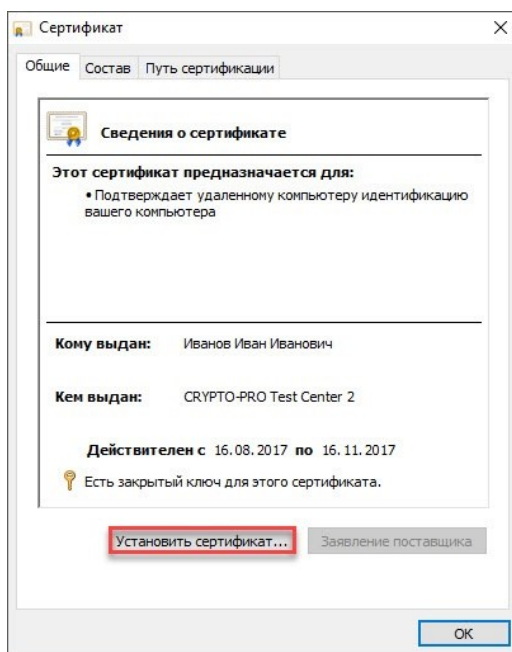 Сертификат
Общие Состав Путь сертификации
Сведения о сертификате
Этот сертификат предназначается для:
• Подтверждает удаленному компьютеру идентификацию
вашего компьютера
Кому выдан: Иванов Иван Иванович
Кем выдан: CRYPTO-PRO Test Center 2
Действителен с 16.08.2017 по 16.11.2017
Есть закрытый ключ для этого сертификата.
Установить сертификат... Заявление поставщика
ОК